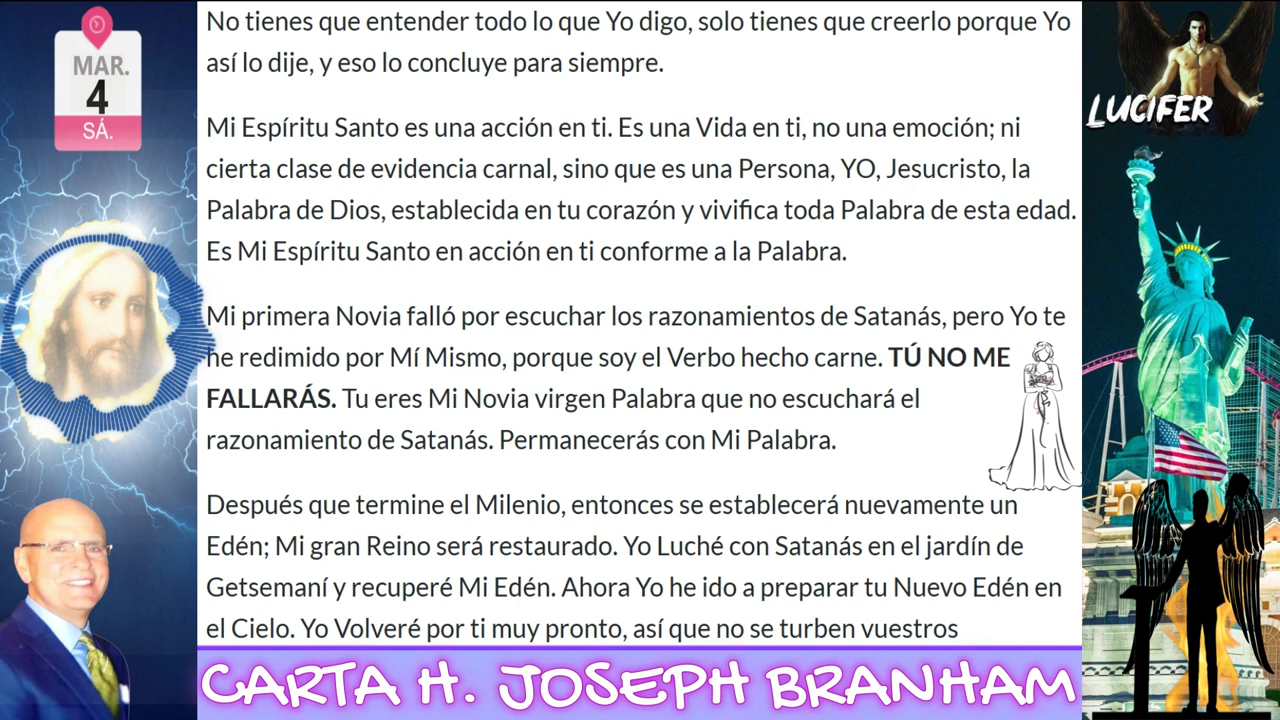 MAR.
4
SÁ.
No tienes que entender todo lo que Yo digo, solo tienes que creerlo porque Yo
así lo dije, y eso lo concluye para siempre.
Mi Espíritu Santo es una acción en ti. Es una Vida en ti, no una emoción; ni
cierta clase de evidencia carnal, sino que es una Persona, YO, Jesucristo, la
Palabra de Dios, establecida en tu corazón y vivifica toda Palabra de esta edad.
Es Mi Espíritu Santo en acción en ti conforme a la Palabra.
Mi primera Novia falló por escuchar los razonamientos de Satanás, pero Yo te
he redimido por Mí Mismo, porque soy el Verbo hecho carne. TÚ NO ME
FALLARÁS. Tu eres Mi Novia virgen Palabra que no escuchará el
razonamiento de Satanás. Permanecerás con Mi Palabra.
Después que termine el Milenio, entonces se establecerá nuevamente un
Edén; Mi gran Reino será restaurado. Yo Luché con Satanás en el jardín de
Getsemaní y recuperé Mi Edén. Ahora Yo he ido a preparar tu Nuevo Edén en
el Cielo. Yo Volveré por ti muy pronto, así que no se turben vuestros
LUCIFER
CARTA H. JOSEPH BRANHAM